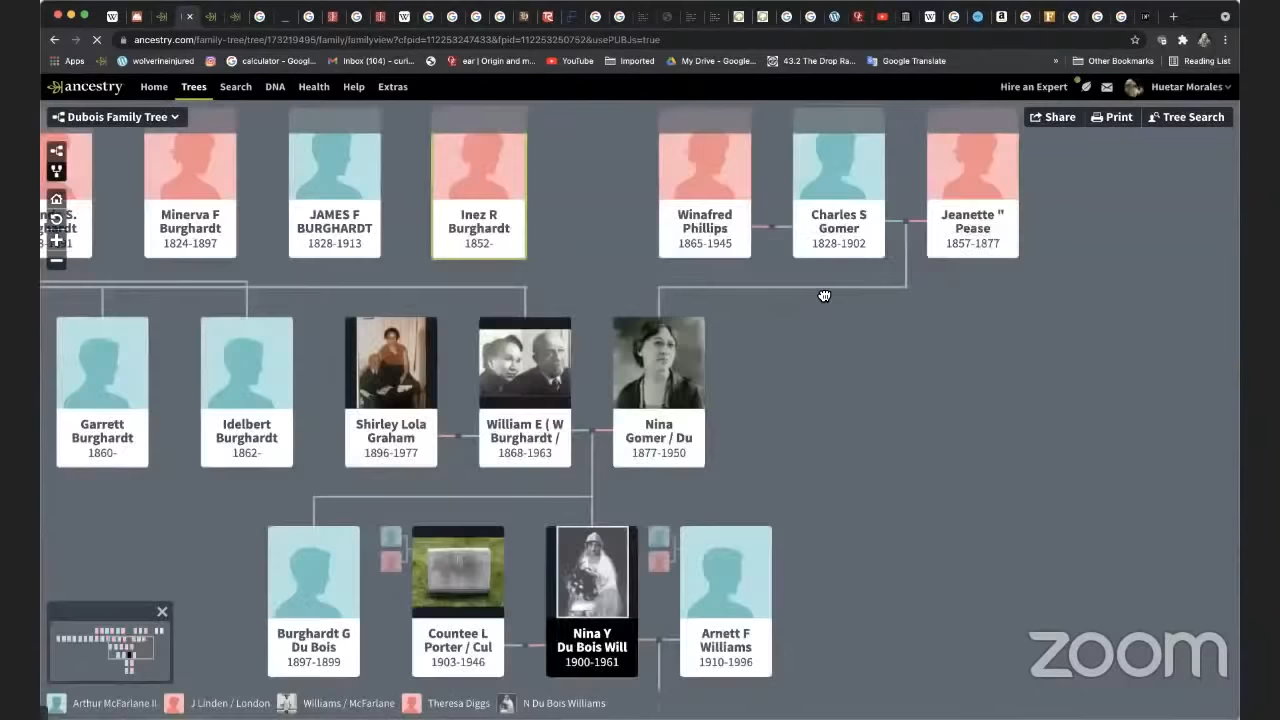 ancestry.com/family-tree/tree/173219495/family/familyview?cfpid=112253247433&fpid=112253250752&usePUBJs=true
Apps
wolverineinjured
calculator - Googl...
Inbox (104) - curi...
ear | Origin and m...
YouTube
Imported
My Drive - Google...
43.2 The Drop Ra...
Google Translate
»
Other Bookmarks
Reading List
ancestry
Home
Trees
Search
DNA
Health
Help
Extras
Hire an Expert
Huetar Morales
Dubois Family Tree
Share
Print
Tree Search
Minerva F
Burghardt
1824-1897
JAMES F
BURGHARDT
1828-1913
Inez R
Burghardt
1852-
Winafred
Phillips
1865-1945
Charles S
Gomer
1828-1902
Jeanette "
Pease
1857-1877
Garrett
Burghardt
1860-
Idelbert
Burghardt
1862-
Shirley Lola
Graham
1896-1977
William E ( W
Burghardt /
1868-1963
Nina
Gomer / Du
1877-1950
Burghardt G
Du Bois
1897-1899
Countee L
Porter / Cul
1903-1946
Nina Y
Du Bois Will
1900-1961
Arnett F
Williams
1910-1996
Arthur McFarlane II
J Linden / London
Williams / McFarlane
Theresa Diggs
N Du Bois Williams
zoom